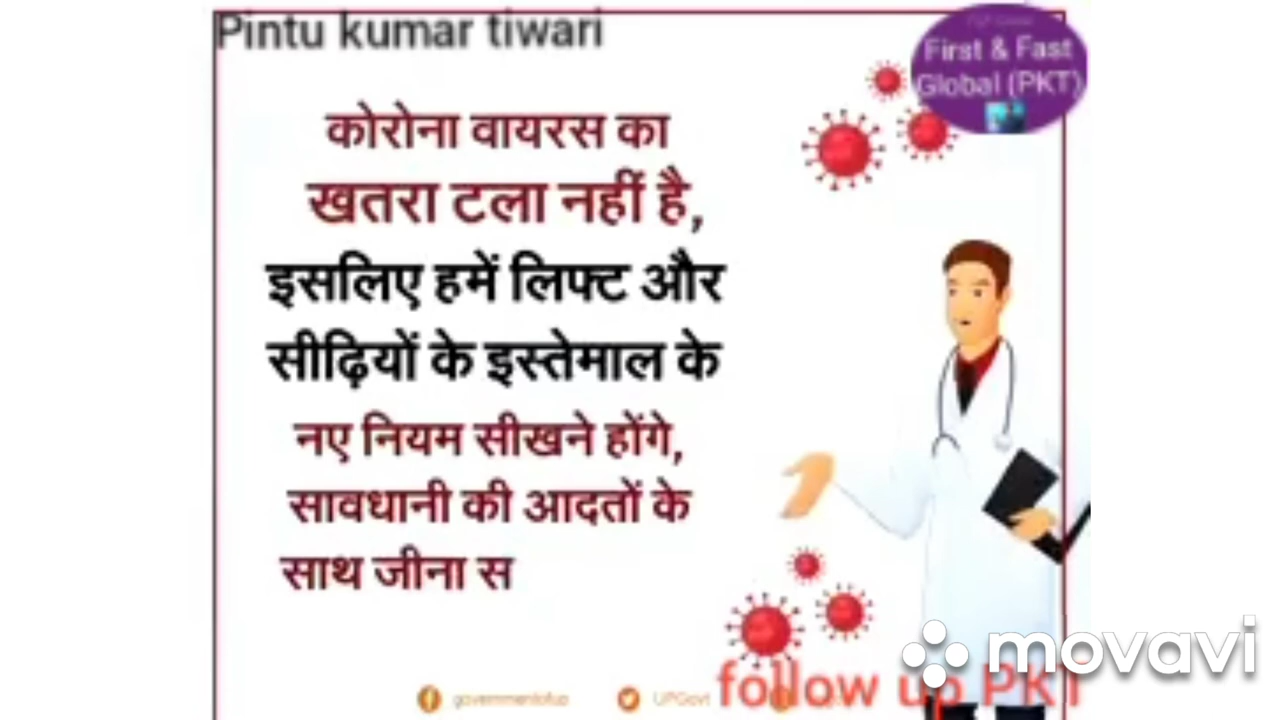 Pintu kumar tiwari
First & Fast
Global (PKT)
कोरोना वायरस का
खतरा टला नहीं है,
इसलिए हमें लिफ्ट और
सीढ़ियों के इस्तेमाल के
नए नियम सीखने होंगे,
सावधानी की आदतों के
साथ जीना स
movavi
governmentofup UPGovt
follow up PKT